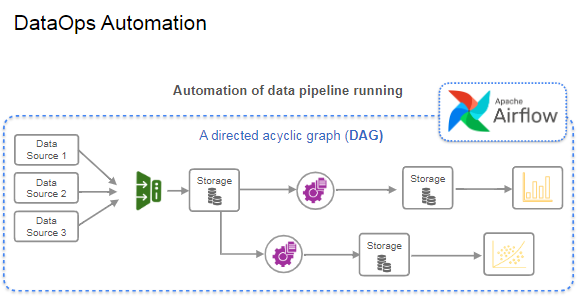 DataOps Automation
Automation of data pipeline running
Apache
Airflow
A directed acyclic graph (DAG)
Data
Source 1
Data
Source 2
Data
Source 3
Storage
Storage
Storage